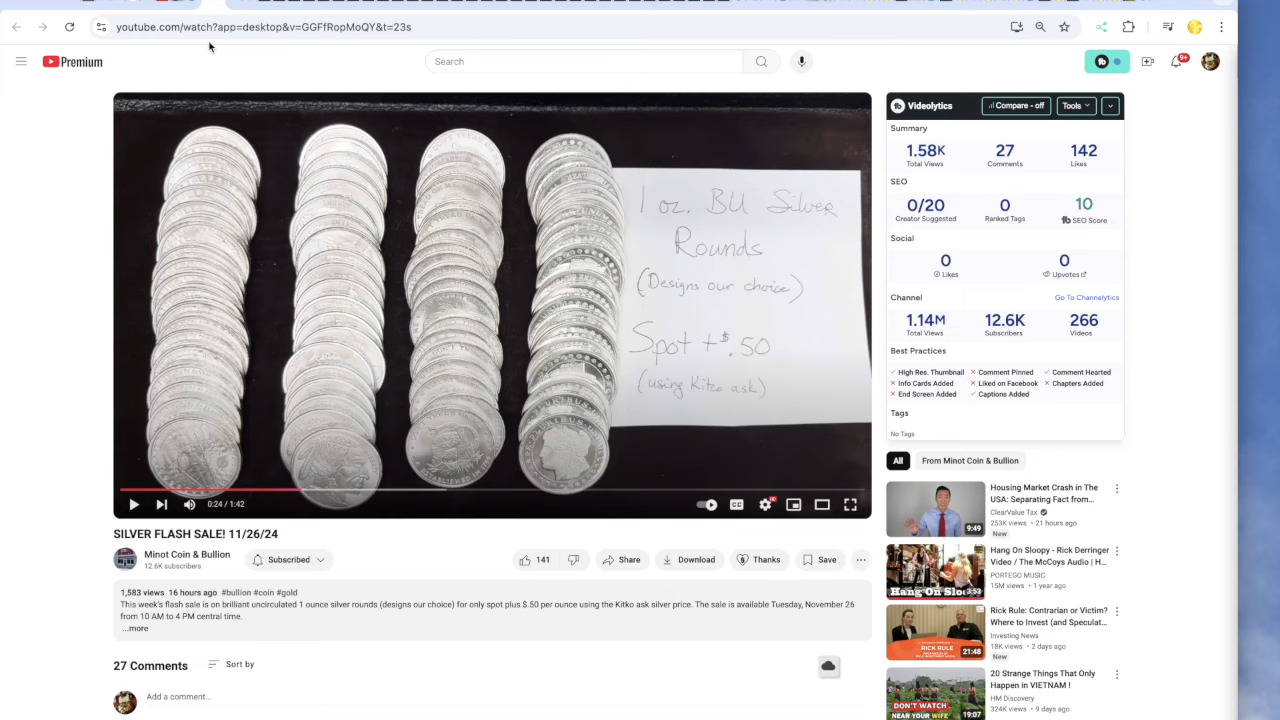 youtube.com/watch?app=desktop&v=GGFfRopMoQY&t=23s
Premium
Search
9+
1 oz. BU Silver
Rounds
(Designs our choice)
Spot + $.50
(using Kitco ask)
0:24 / 1:42
SILVER FLASH SALE! 11/26/24
Minot Coin & Bullion
12.6K subscribers
Subscribed
141
Share
Download
Thanks
Save
1,583 views 16 hours ago #bullion #coin #gold
This week's flash sale is on brilliant uncirculated 1 ounce silver rounds (designs our choice) for only spot plus $.50 per ounce using the Kitko ask silver price. The sale is available Tuesday, November 26
from 10 AM to 4 PM central time.
...more
27 Comments
Sort by
Add a comment...
Videolytics
Compare - off
Tools
Summary
1.58K 27 142
Total Views Comments Likes
SEO
0/20 0 10
Creator Suggested Ranked Tags SEO Score
Social
0 0
Likes Upvotes
Channel Go To Channelytics
1.14M 12.6K 266
Total Views Subscribers Videos
Best Practices
High Res. Thumbnail Comment Pinned Comment Hearted
Info Cards Added Liked on Facebook Chapters Added
End Screen Added Captions Added
Tags
No Tags
All From Minot Coin & Bullion
Housing Market Crash in The
USA: Separating Fact from...
ClearValue Tax
253K views • 21 hours ago
New
9:49
Hang On Sloopy - Rick Derringer
Video / The McCoys Audio | H...
PORTEGO MUSIC
15M views • 1 year ago
Hang On Slo
3:53
Rick Rule: Contrarian or Victim?
Where to Invest (and Speculat...
Investing News
18K views • 2 days ago
New
RICK RULE
21:48
20 Strange Things That Only
Happen in VIETNAM !
HM Discovery
324K views • 9 days ago
DON'T WATCH
NEAR YOUR WIFE
19:07